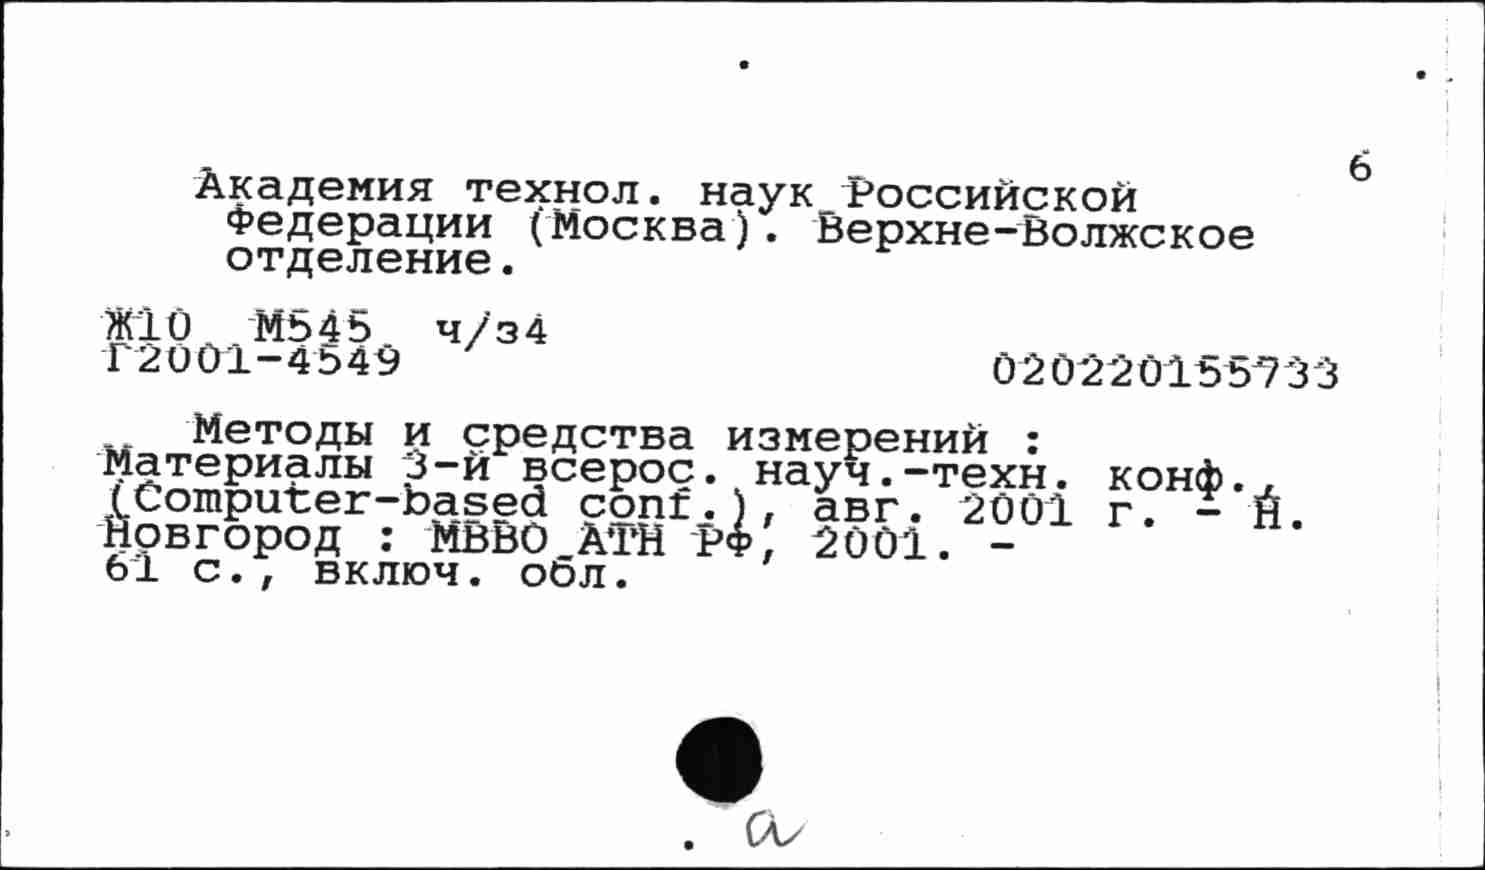 6
Академия технол. наук Российской
Федерации (Москва). Верхне-Волжское
отделение.
Ж10 М545 ч/з4
Г2001-4549
020220155733
Методы и средства измерений :
Материалы 3-й всерос. науч.-техн. конф.,
(Computer-based conf.), авг. 2001 г. - Н.
Новгород : МВВО АТН РФ, 2001. -
61 с., включ. обл.
а